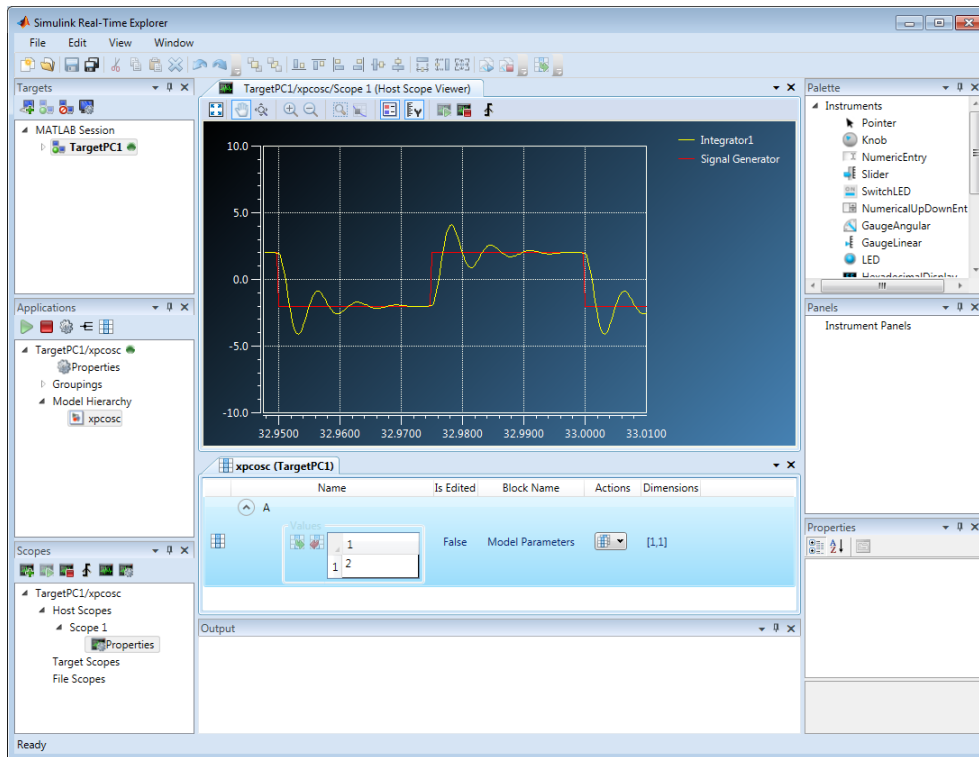 Simulink Real-Time Explorer
File Edit View Window
Targets
MATLAB Session
TargetPC1
Applications
TargetPC1/xpcosc
Properties
Groupings
Model Hierarchy
xpcosc
Scopes
TargetPC1/xpcosc
Host Scopes
Scope 1
Properties
Target Scopes
File Scopes
TargetPC1/xpcosc/Scope 1 (Host Scope Viewer)
Integrator1
Signal Generator
10.0
5.0
0.0
-5.0
-10.0
32.9500 32.9600 32.9700 32.9800 32.9900 33.0000 33.0100
xpcosc (TargetPC1)
Name Is Edited Block Name Actions Dimensions
A
Values
1
1 2
False Model Parameters [1,1]
Output
Palette
Instruments
Pointer
Knob
NumericEntry
Slider
SwitchLED
NumericalUpDownEnt
GaugeAngular
GaugeLinear
LED
HexadecimalDisplay
Panels
Instrument Panels
Properties
Ready